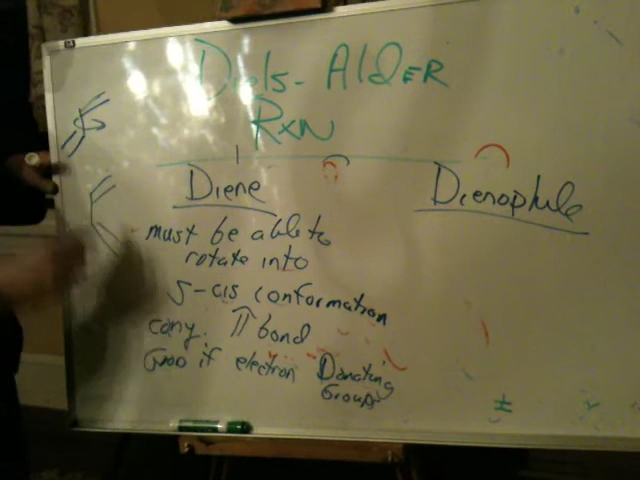 Diels-Alder
Rxn
Diene
Dienophile
must be able to
rotate into
s-cis conformation
conj. π bond
Good if electron Donating
Groups
±